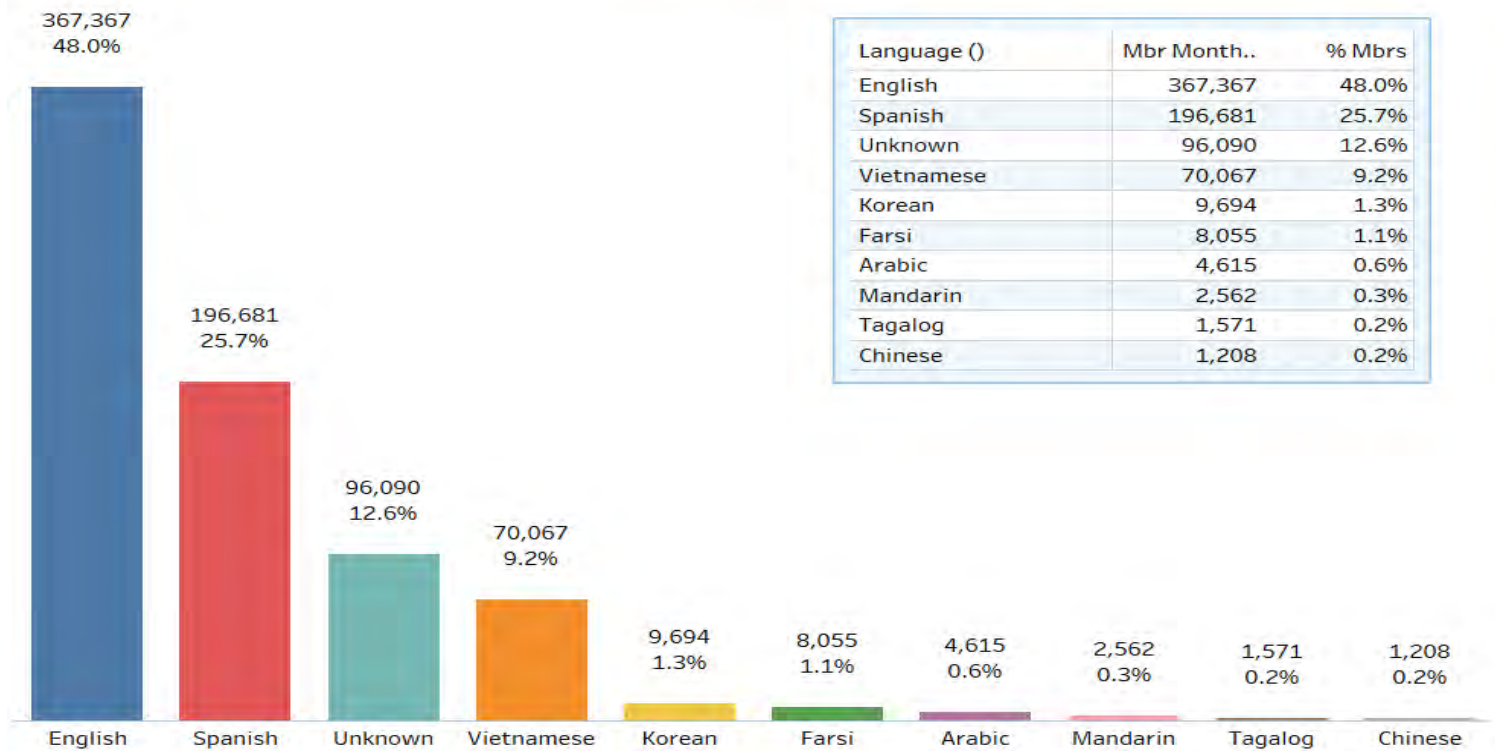 367,367
48.0%
196,681
25.7%
96,090
12.6%
70,067
9.2%
9,694
1.3%
8,055
1.1%
4,615
0.6%
2,562
0.3%
1,571
0.2%
1,208
0.2%
English Spanish Unknown Vietnamese Korean Farsi Arabic Mandarin Tagalog Chinese
Language () Mbr Month.. % Mbrs
English 367,367 48.0%
Spanish 196,681 25.7%
Unknown 96,090 12.6%
Vietnamese 70,067 9.2%
Korean 9,694 1.3%
Farsi 8,055 1.1%
Arabic 4,615 0.6%
Mandarin 2,562 0.3%
Tagalog 1,571 0.2%
Chinese 1,208 0.2%